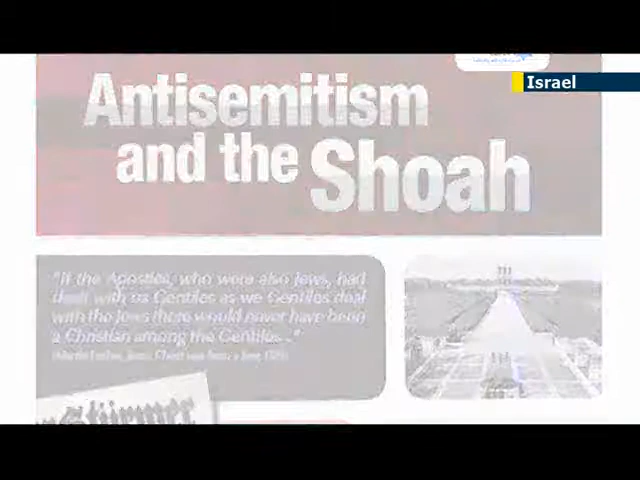 Israel
Antisemitism
and the Shoah
"If the Apostles, who were also Jews, had
dealt with us Gentiles as we Gentiles deal
with the Jews there would never have been
a Christian among the Gentiles..."
Stürmer